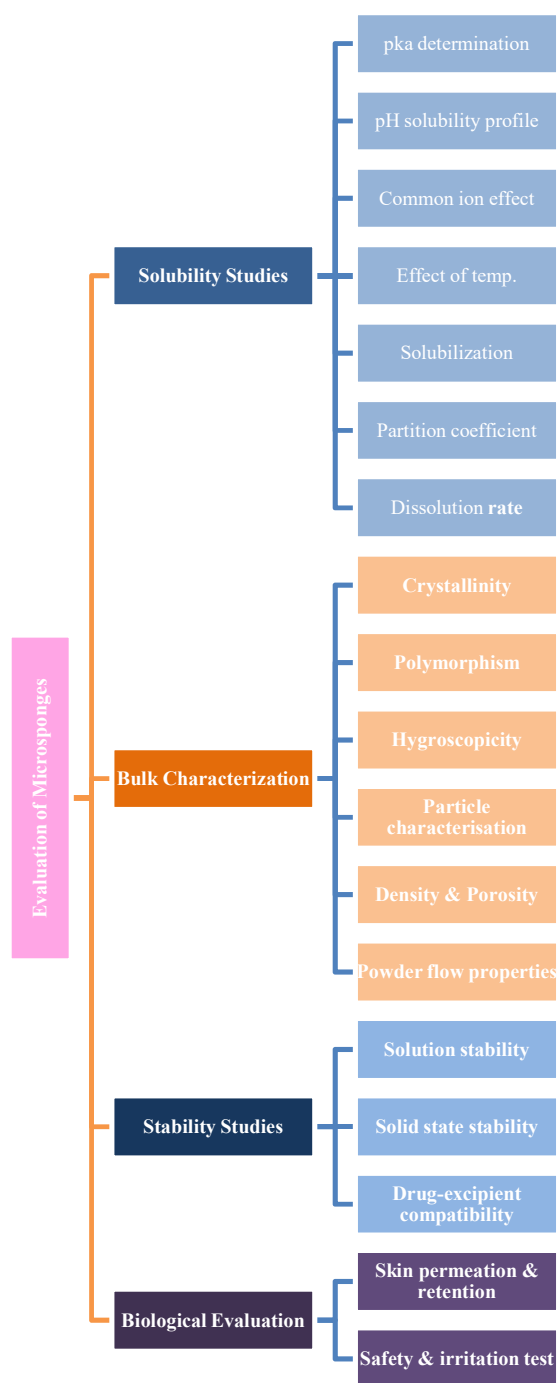 Evaluation of Microsponges
Solubility Studies
pka determination
pH solubility profile
Common ion effect
Effect of temp.
Solubilization
Partition coefficient
Dissolution rate
Bulk Characterization
Crystallinity
Polymorphism
Hygroscopicity
Particle
characterisation
Density & Porosity
Powder flow properties
Stability Studies
Solution stability
Solid state stability
Drug-excipient
compatibility
Biological Evaluation
Skin permeation &
retention
Safety & irritation test